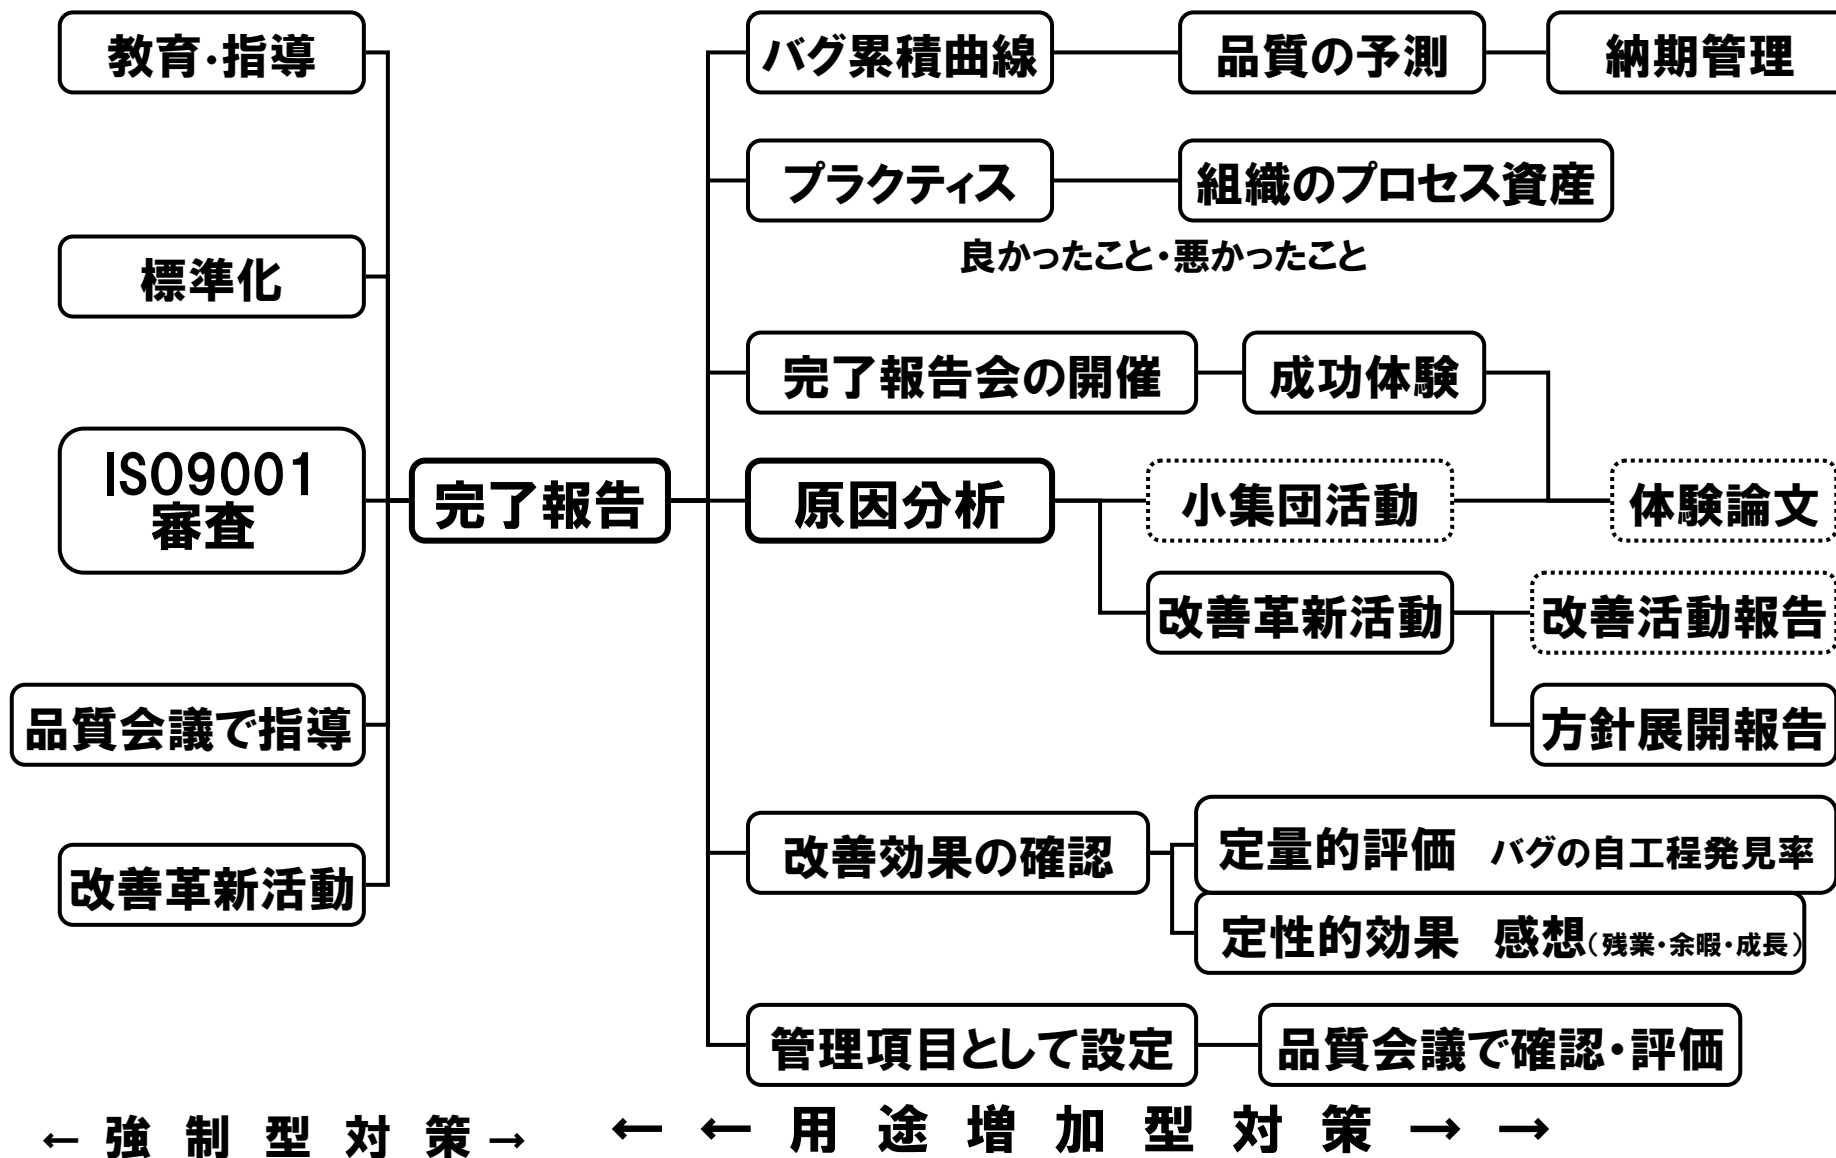 教育・指導
標準化
ISO9001
審査
品質会議で指導
改善革新活動
完了報告
バグ累積曲線
品質の予測
納期管理
プラクティス
組織のプロセス資産
良かったこと・悪かったこと
完了報告会の開催
成功体験
原因分析
小集団活動
体験論文
改善革新活動
改善活動報告
方針展開報告
改善効果の確認
定量的評価 バグの自工程発見率
定性的効果 感想(残業・余暇・成長)
管理項目として設定
品質会議で確認・評価
← 強 制 型 対 策 →
← ← 用 途 増 加 型 対 策 → →